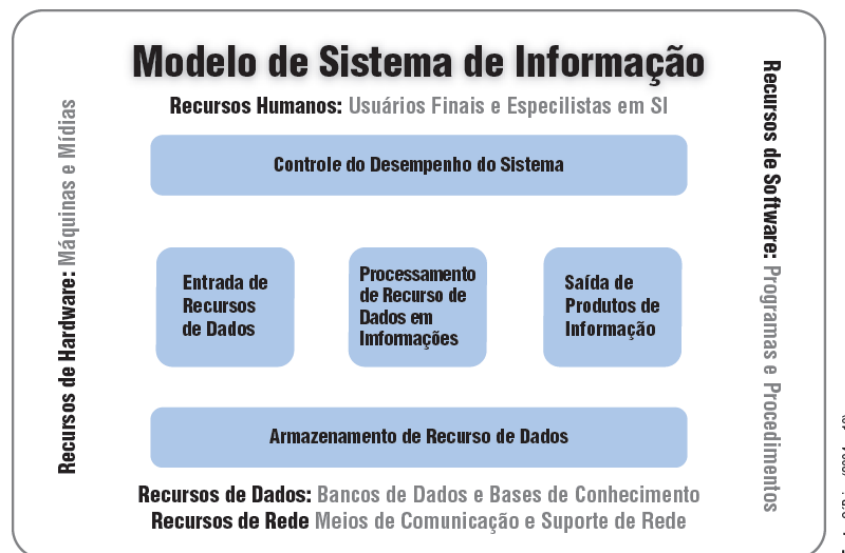 Modelo de Sistema de Informação
Recursos Humanos: Usuários Finais e Especilistas em SI
Recursos de Hardware: Máquinas e Mídias
Controle do Desempenho do Sistema
Entrada de
Recursos
de Dados
Processamento
de Recurso de
Dados em
Imformações
Saída de
Produtos de
Informação
Armazenamento de Recurso de Dados
Recursos de Software: Programas e Procedimentos
Recursos de Dados: Bancos de Dados e Bases de Conhecimento
Recursos de Rede Meios de Comunicação e Suporte de Rede